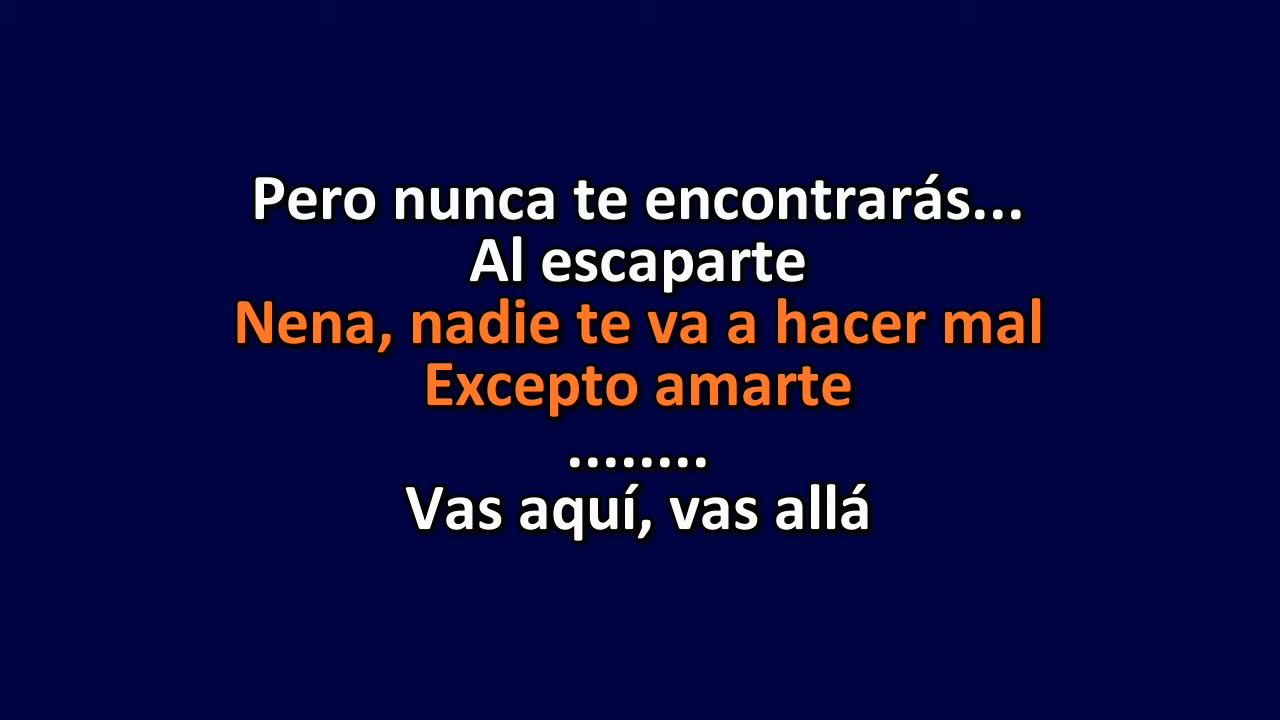 Pero nunca te encontrarás...
Al escaparte
Nena, nadie te va a hacer mal
Excepto amarte
........
Vas aquí, vas allá